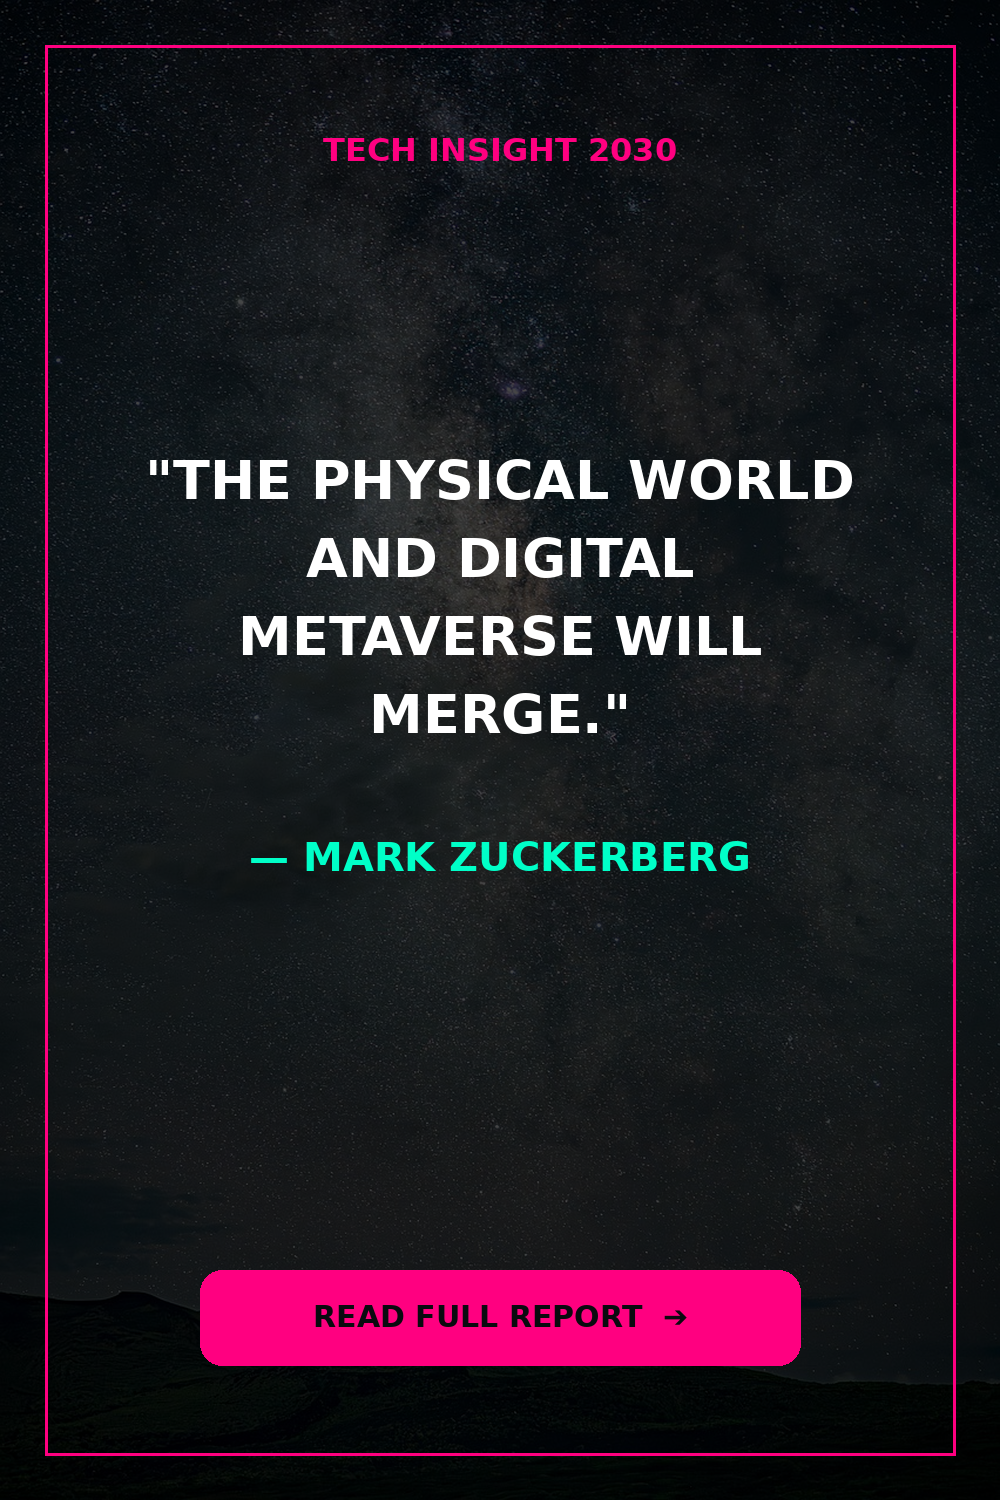 TECH INSIGHT 2030
"THE PHYSICAL WORLD
AND DIGITAL
METAVERSE WILL
MERGE."
— MARK ZUCKERBERG
READ FULL REPORT ➔